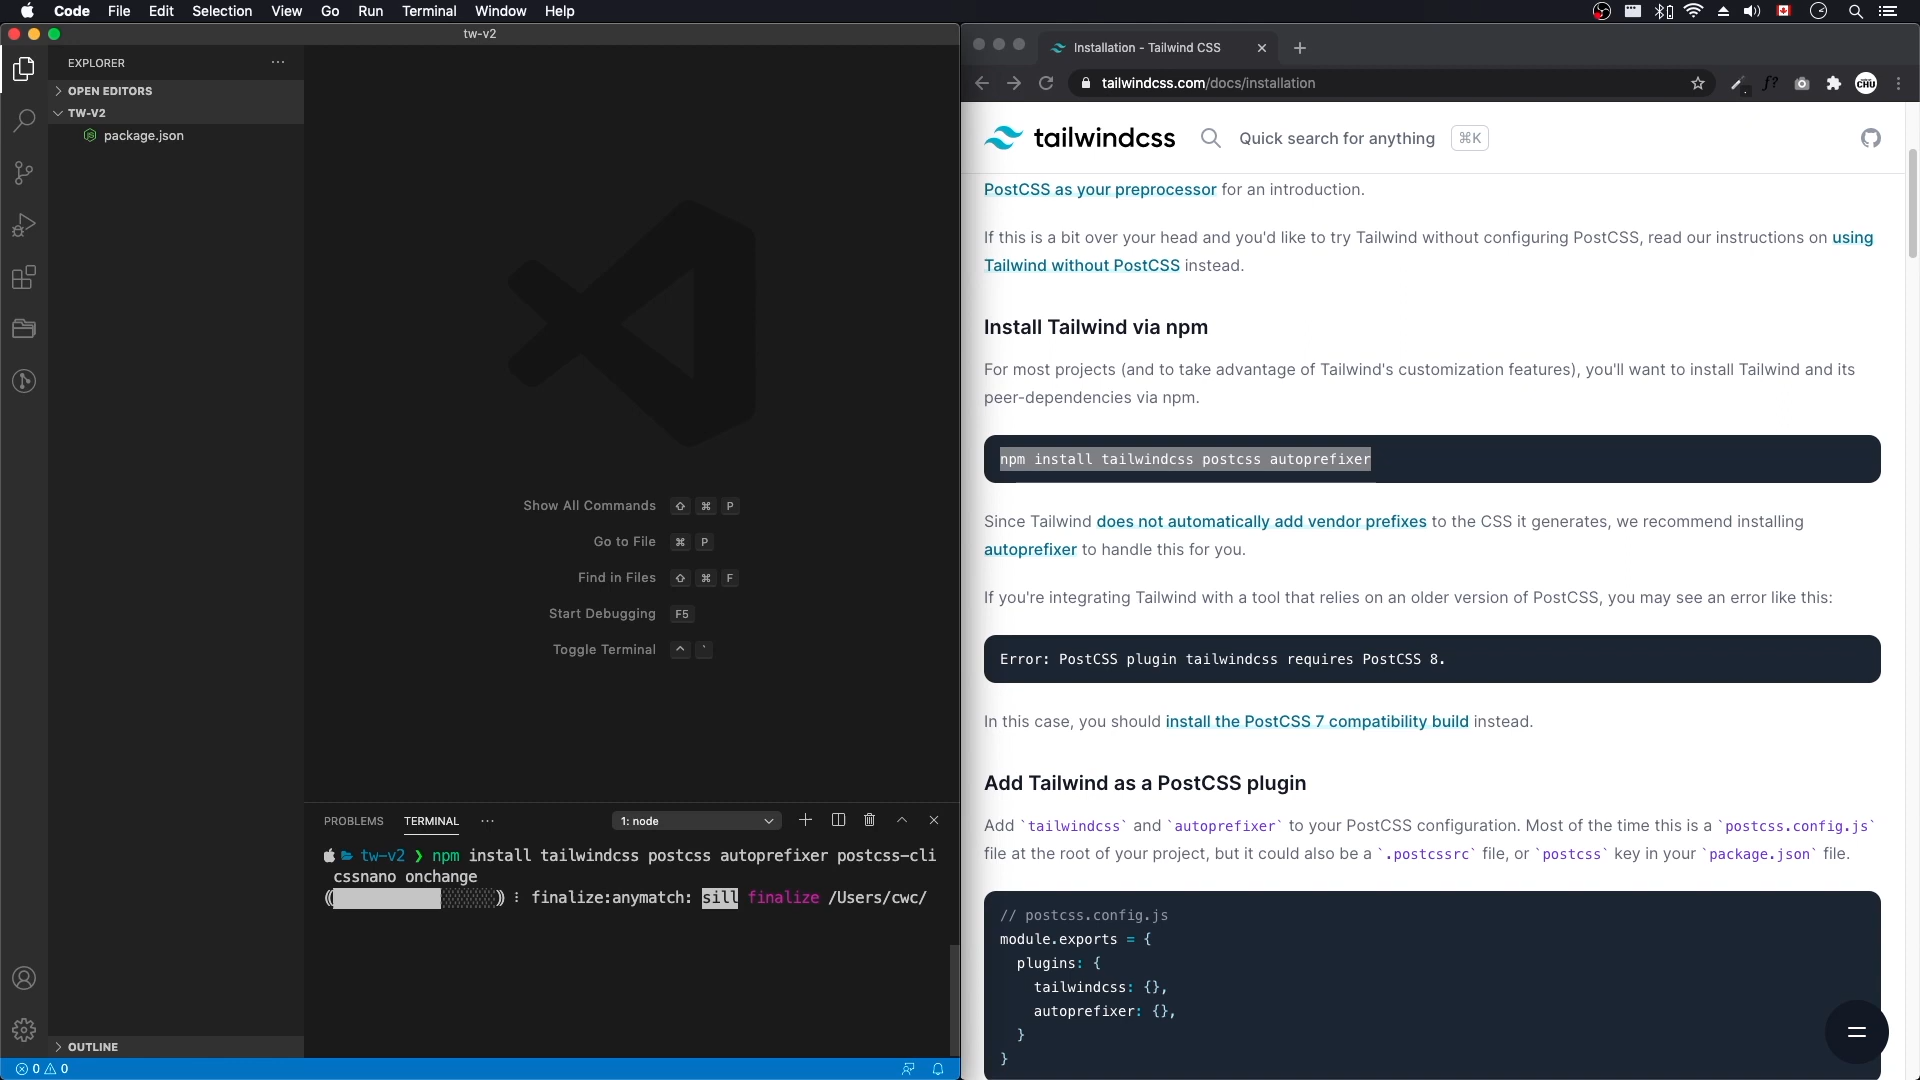 Code File Edit Selection View Go Run Terminal Window Help
tw-v2
EXPLORER
OPEN EDITORS
TW-V2
package.json
Show All Commands ⇧ ⌘ P
Go to File ⌘ P
Find in Files ⇧ ⌘ F
Start Debugging F5
Toggle Terminal ^ `
PROBLEMS TERMINAL ··· 1: node
tw-v2 ❯ npm install tailwindcss postcss autoprefixer postcss-cli
cssnano onchange
⸨ ⸩ ⠇ finalize:anymatch: sill finalize /Users/cwc/
OUTLINE
0 0
Installation - Tailwind CSS
tailwindcss.com/docs/installation
f?
CHU
tailwindcss
Quick search for anything ⌘K
PostCSS as your preprocessor for an introduction.
If this is a bit over your head and you'd like to try Tailwind without configuring PostCSS, read our instructions on using
Tailwind without PostCSS instead.
Install Tailwind via npm
For most projects (and to take advantage of Tailwind's customization features), you'll want to install Tailwind and its
peer-dependencies via npm.
npm install tailwindcss postcss autoprefixer
Since Tailwind does not automatically add vendor prefixes to the CSS it generates, we recommend installing
autoprefixer to handle this for you.
If you're integrating Tailwind with a tool that relies on an older version of PostCSS, you may see an error like this:
Error: PostCSS plugin tailwindcss requires PostCSS 8.
In this case, you should install the PostCSS 7 compatibility build instead.
Add Tailwind as a PostCSS plugin
Add `tailwindcss` and `autoprefixer` to your PostCSS configuration. Most of the time this is a `postcss.config.js`
file at the root of your project, but it could also be a `.postcssrc` file, or `postcss` key in your `package.json` file.
// postcss.config.js
module.exports = {
plugins: {
tailwindcss: {},
autoprefixer: {},
}
}